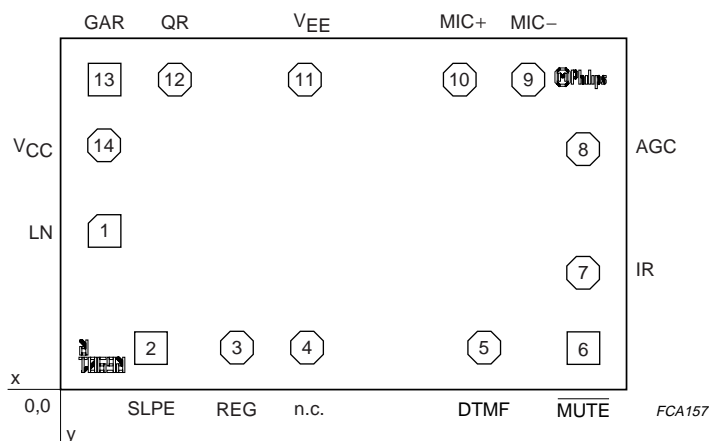 GAR QR VEE MIC+ MIC−
13 12 11 10 9 Philips
VCC 14 8 AGC
LN 1
7 IR
2 3 4 5 6
x
0,0 SLPE REG n.c. DTMF MUTE FCA157
y